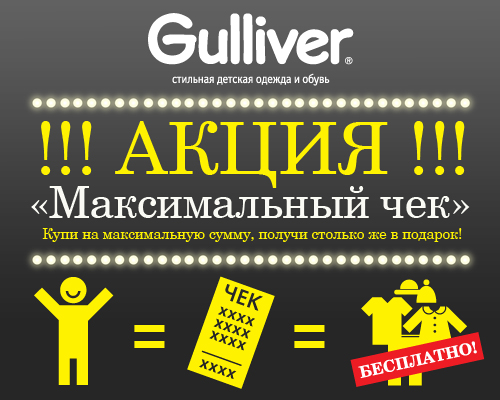 Gulliver®
стильная детская одежда и обувь
!!! АКЦИЯ !!!
«Максимальный чек»
Купи на максимальную сумму, получи столько же в подарок!
= =
ЧЕК
xxxx
xxxx
xxxx
xxxx
БЕСПЛАТНО!